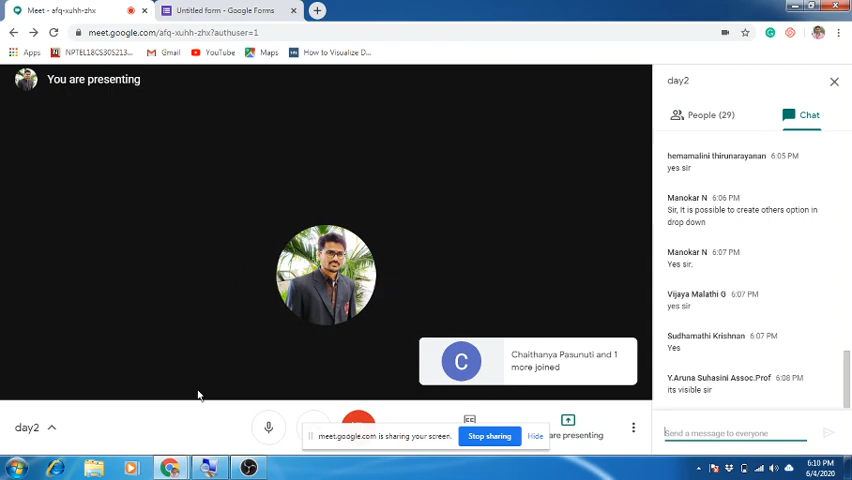 Meet - afq-xuhh-zhx
Untitled form - Google Forms
meet.google.com/afq-xuhh-zhx?authuser=1
Apps
NPTEL18CS30S213...
Gmail
YouTube
Maps
How to Visualize D...
You are presenting
day2
People (29)
Chat
hemamalini thirunarayanan 6:05 PM
yes sir
Manokar N 6:06 PM
Sir, It is possible to create others option in
drop down
Manokar N 6:07 PM
Yes sir,
Vijaya Malathi G 6:07 PM
yes sir
Sudhamathi Krishnan 6:07 PM
Yes
Y.Aruna Suhasini Assoc.Prof 6:08 PM
its visible sir
C
Chaithanya Pasunuti and 1
more joined
day2
meet.google.com is sharing your screen.
Stop sharing
Hide
are presenting
Send a message to everyone
6:10 PM
6/4/2020